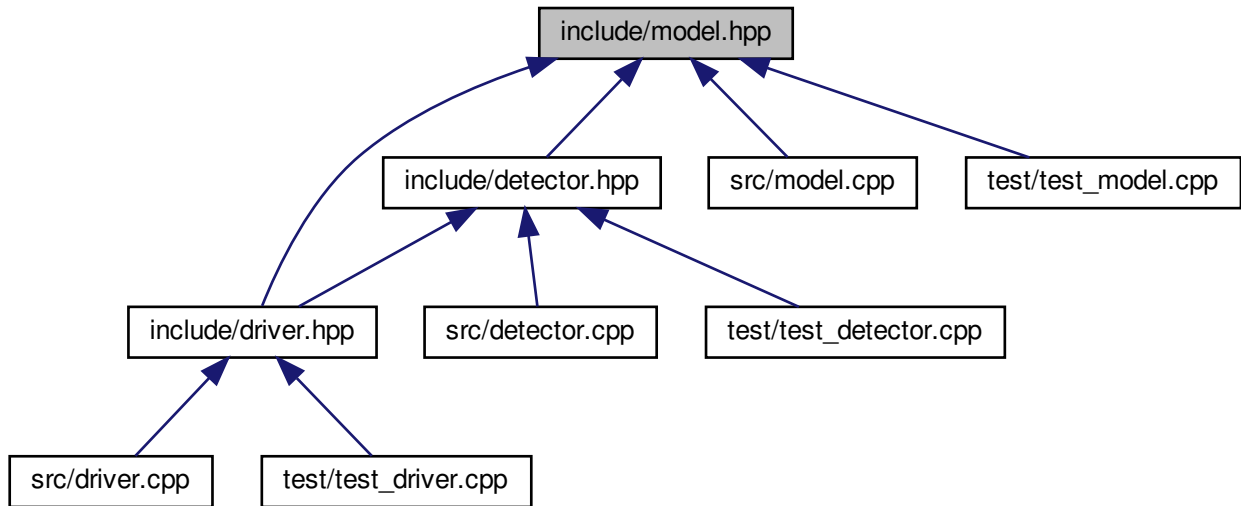 include/model.hpp
include/detector.hpp
src/model.cpp
test/test_model.cpp
include/driver.hpp
src/detector.cpp
test/test_detector.cpp
src/driver.cpp
test/test_driver.cpp